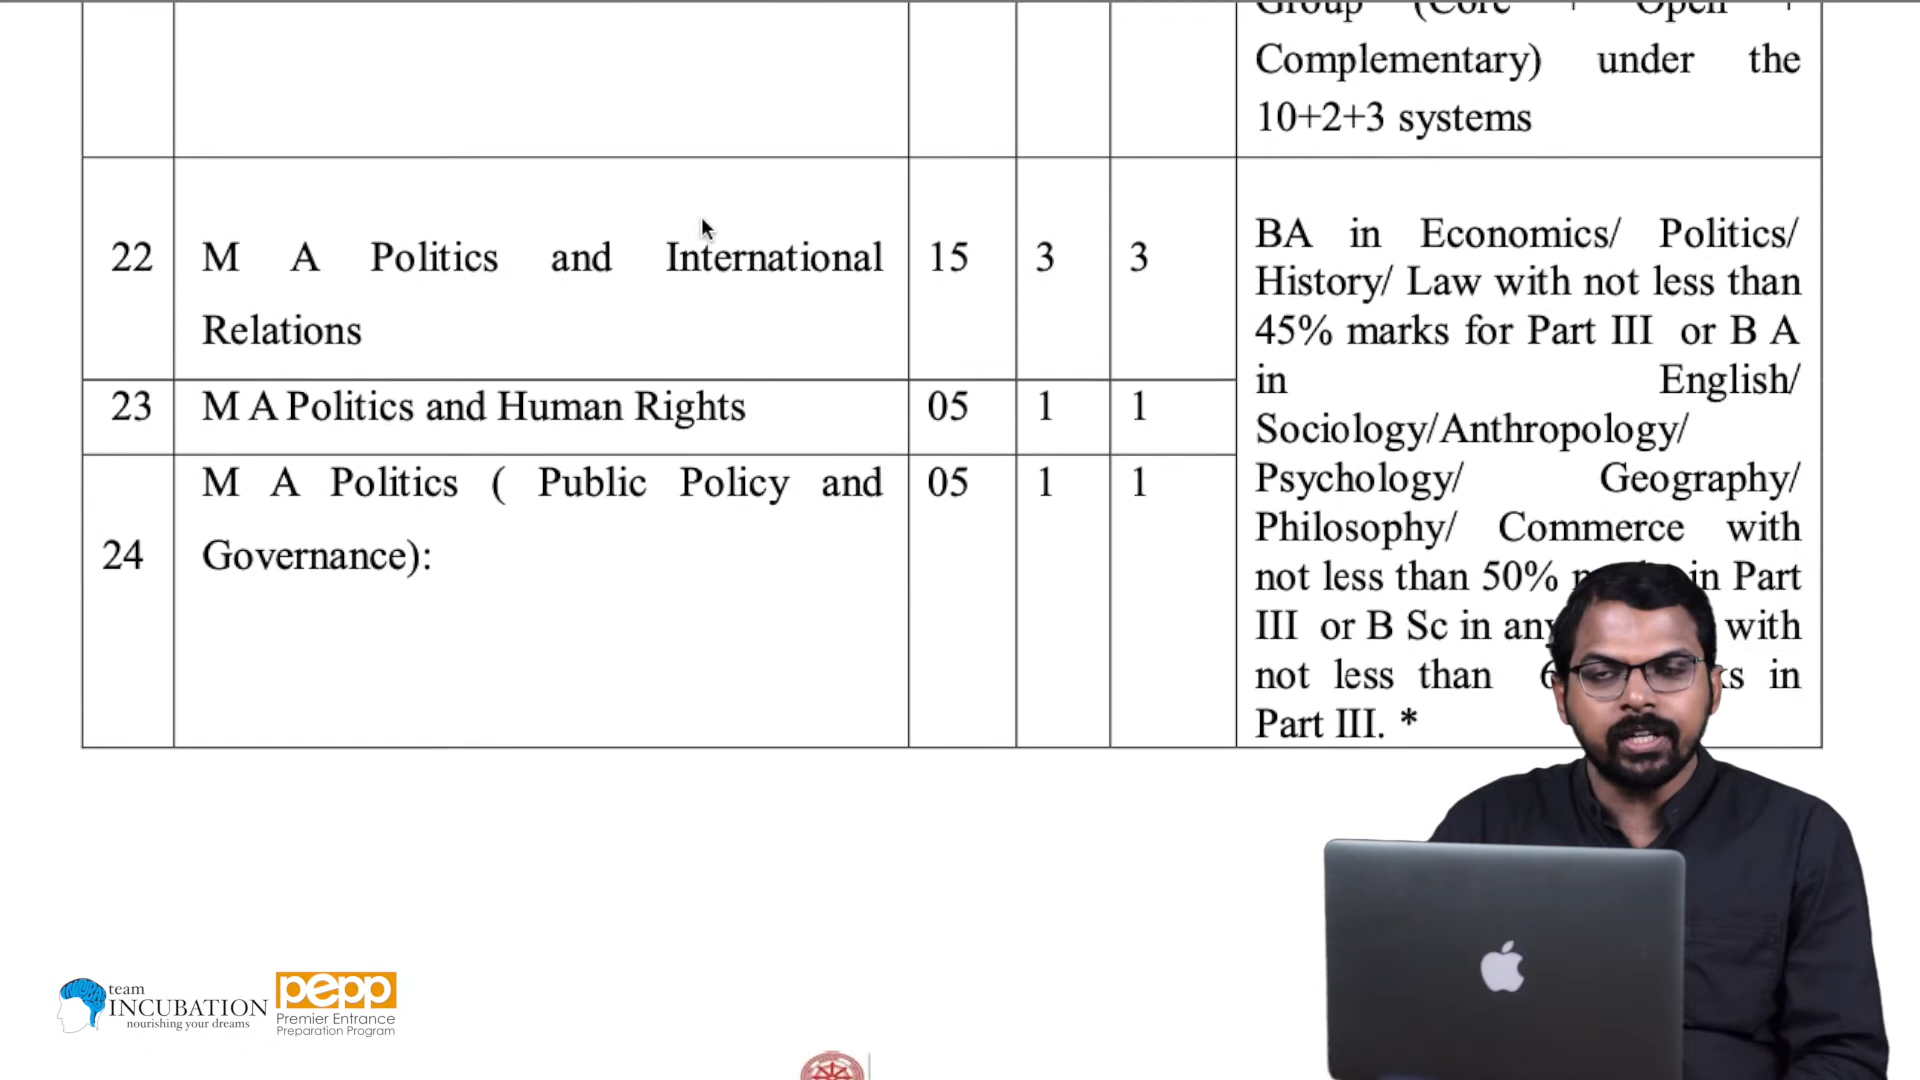 Group (Core + Open +
Complementary) under the
10+2+3 systems
22 M A Politics and International Relations 15 3 3
BA in Economics/ Politics/
History/ Law with not less than
45% marks for Part III or B A
in English/
Sociology/Anthropology/
Psychology/ Geography/
Philosophy/ Commerce with
not less than 50% in Part
III or B Sc in any with
not less than in
Part III. *
23 M A Politics and Human Rights 05 1 1
24 M A Politics ( Public Policy and 05 1 1
Governance):
team
INCUBATION
nourishing your dreams
pepp
Premier Entrance
Preparation Program